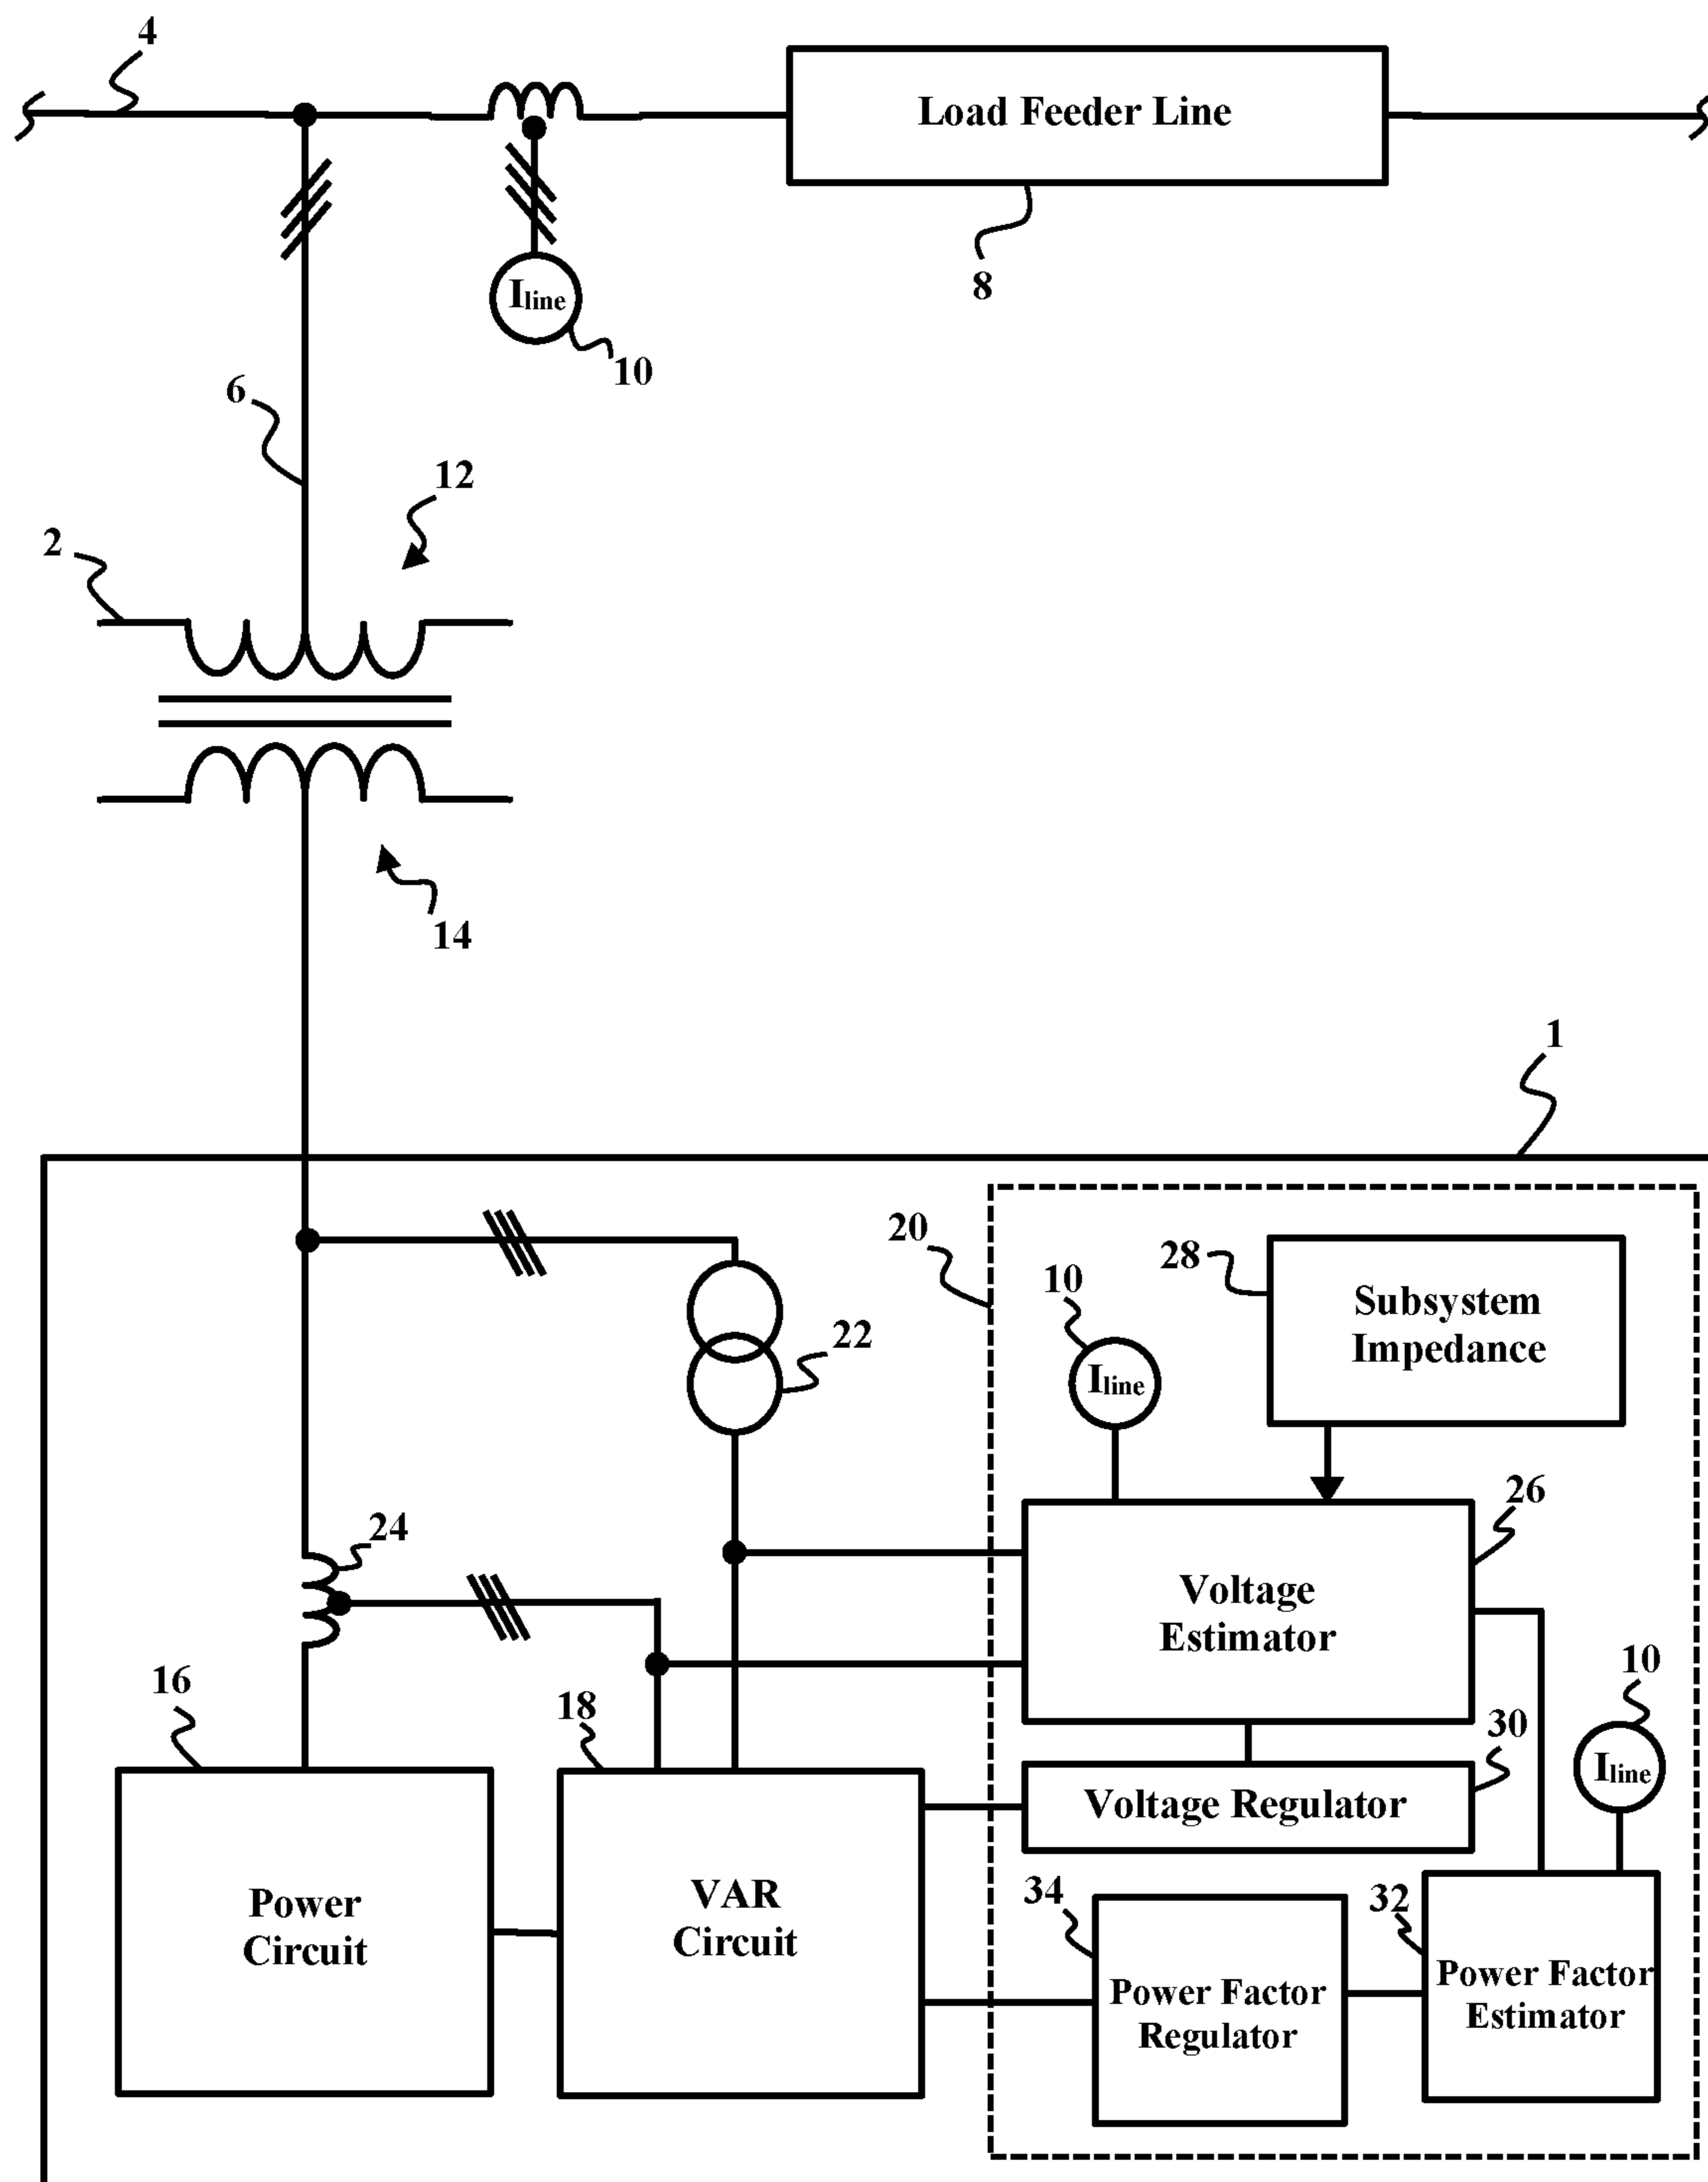 4
Load Feeder Line
8
Iline
10
6
12
2
14
1
20
28
10
Subsystem
Impedance
22
Iline
26
24
Voltage
Estimator
10
16
18
30
Iline
Voltage Regulator
34
32
VAR
Circuit
Power
Circuit
Power Factor
Estimator
Power Factor
Regulator